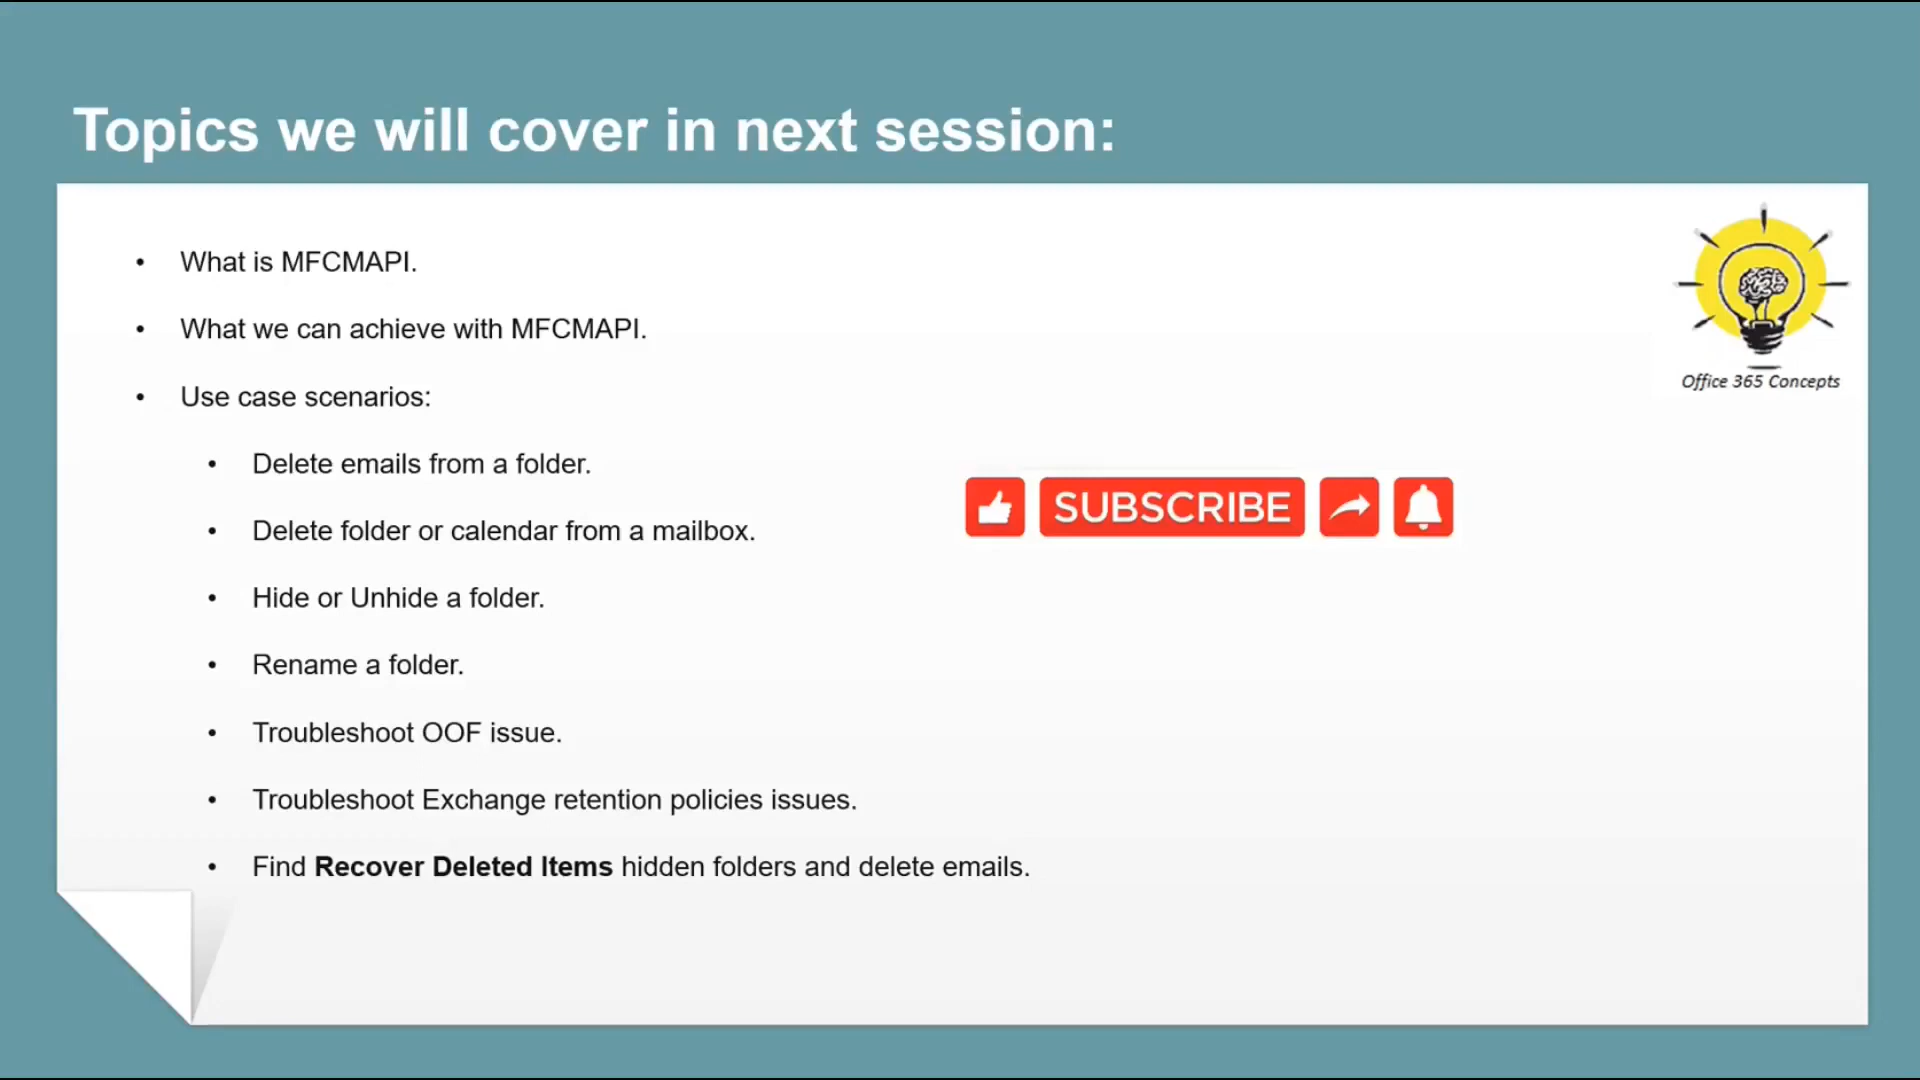 Topics we will cover in next session:
• What is MFCMAPI.
• What we can achieve with MFCMAPI.
• Use case scenarios:
• Delete emails from a folder.
• Delete folder or calendar from a mailbox.
• Hide or Unhide a folder.
• Rename a folder.
• Troubleshoot OOF issue.
• Troubleshoot Exchange retention policies issues.
• Find Recover Deleted Items hidden folders and delete emails.
Office 365 Concepts
SUBSCRIBE